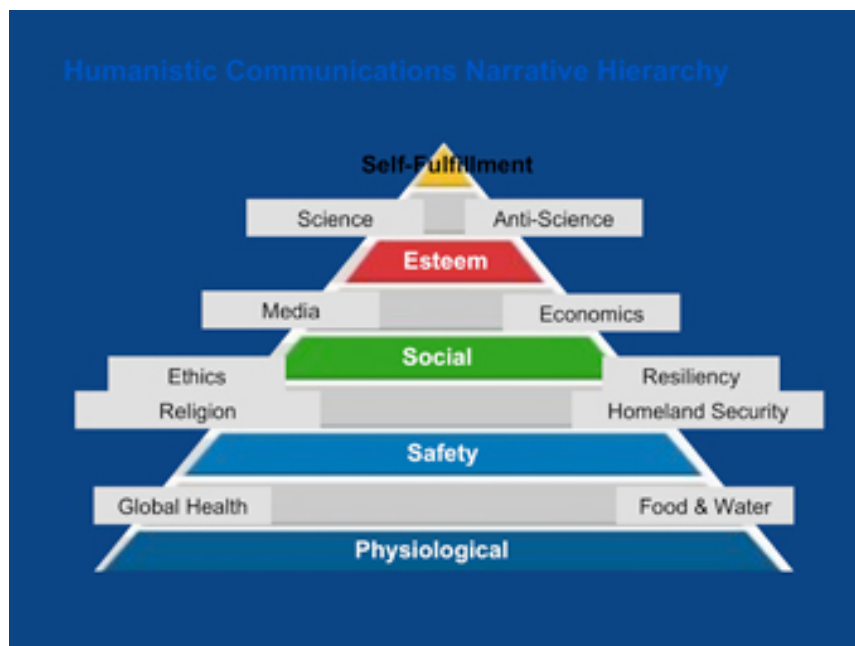 Humanistic Communications Narrative Hierarchy
Self-Fulfillment
Science Anti-Science
Esteem
Media Economics
Social
Ethics Resiliency
Religion Homeland Security
Safety
Global Health Food & Water
Physiological